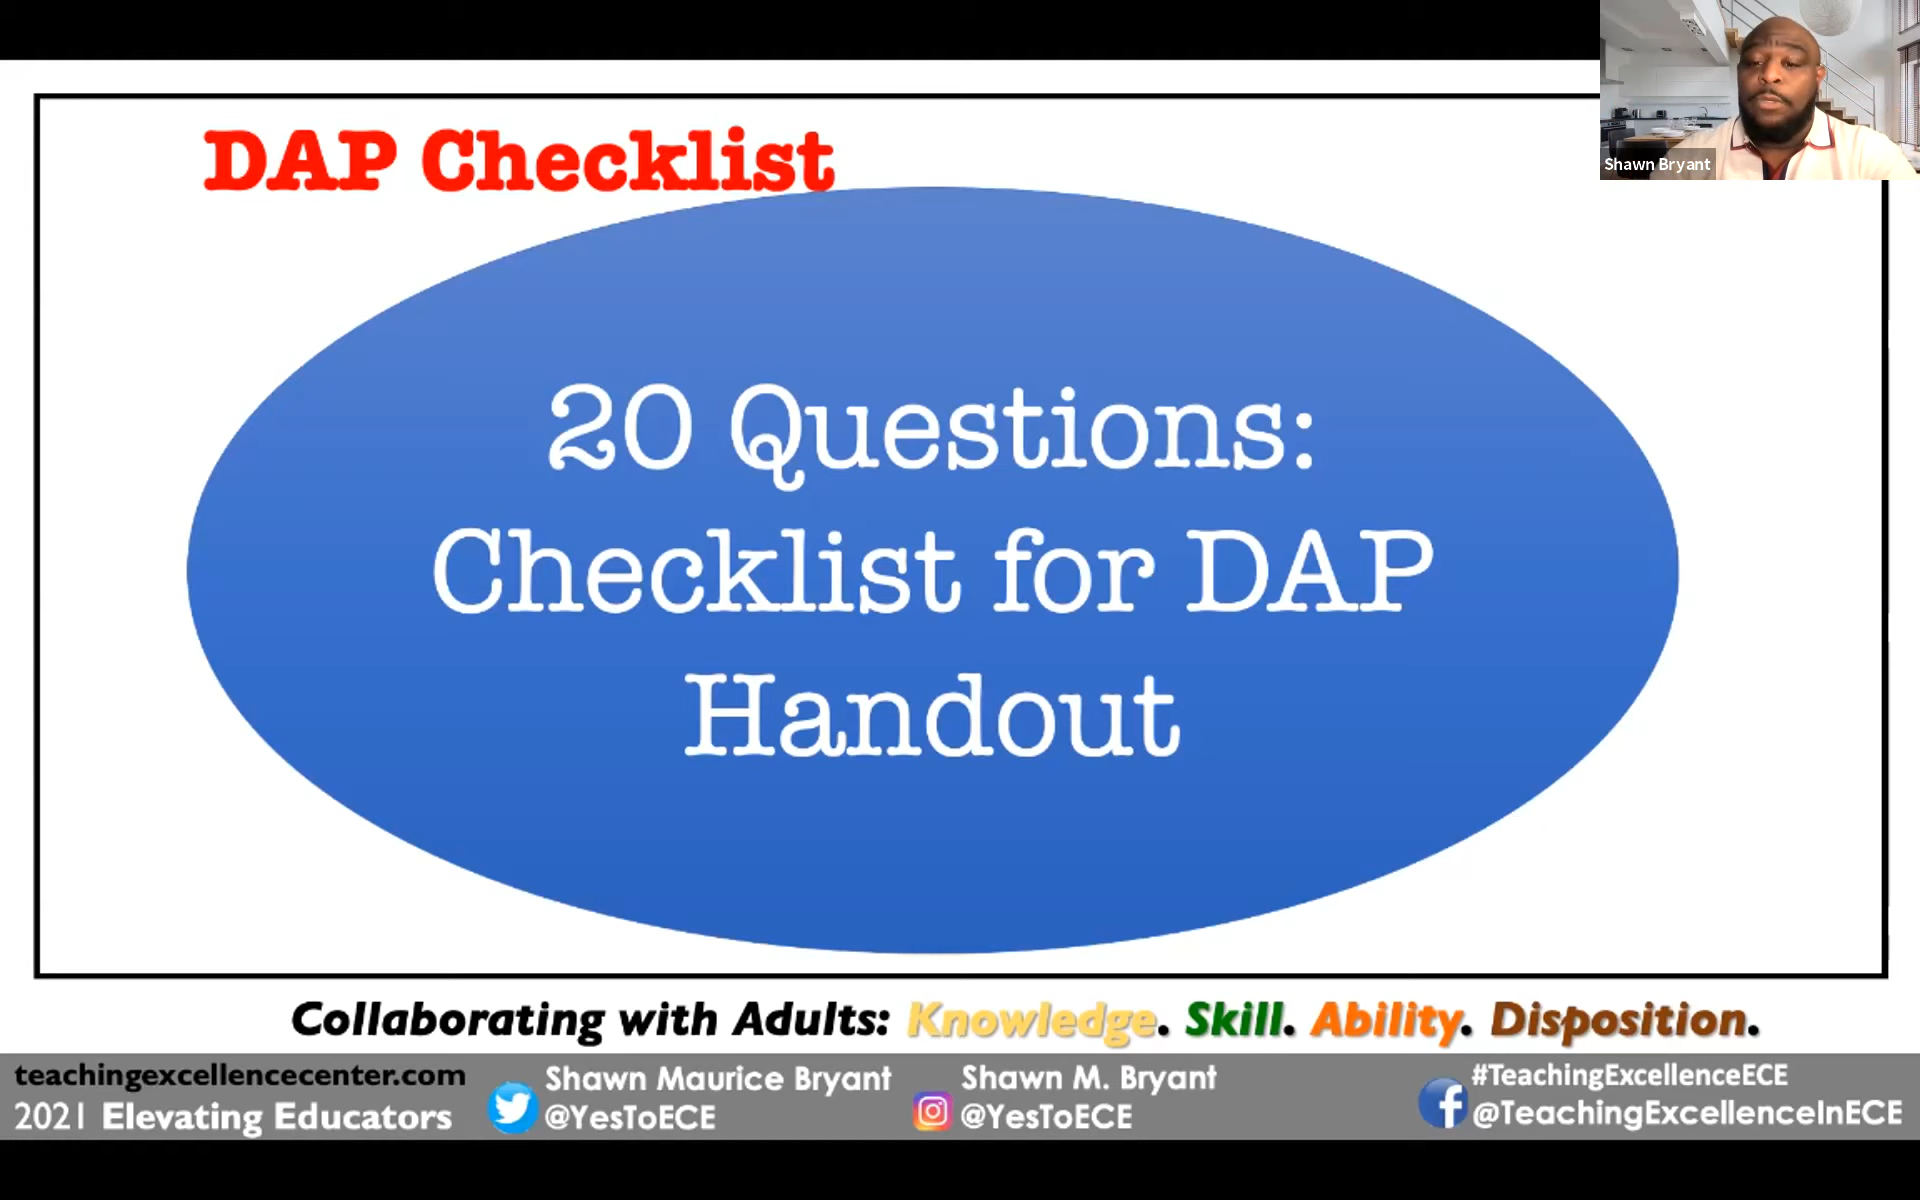 Shawn Bryant
DAP Checklist
20 Questions:
Checklist for DAP
Handout
Collaborating with Adults: Knowledge. Skill. Ability. Disposition.
teachingexcellencecenter.com
2021 Elevating Educators
Shawn Maurice Bryant
@YesToECE
Shawn M. Bryant
@YesToECE
#TeachingExcellenceECE
@TeachingExcellenceInECE